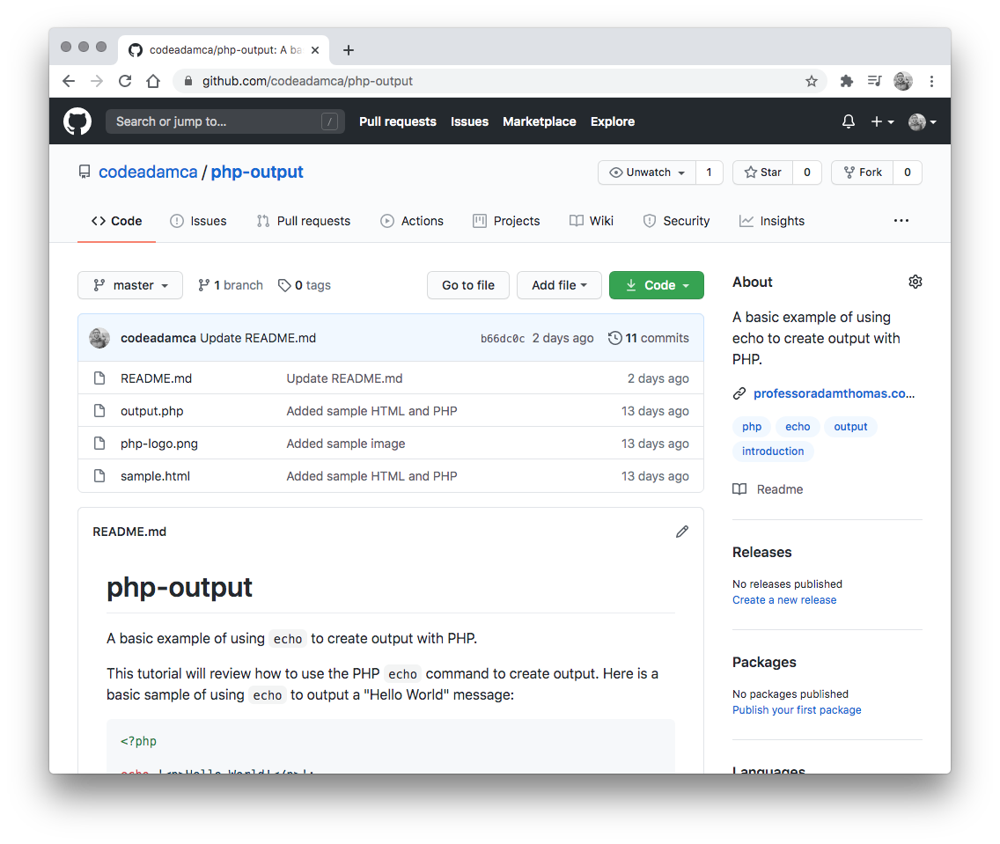 codeadamca/php-output: A ba
github.com/codeadamca/php-output
Search or jump to... / Pull requests Issues Marketplace Explore
codeadamca / php-output Unwatch 1 Star 0 Fork 0
Code Issues Pull requests Actions Projects Wiki Security Insights
master 1 branch 0 tags Go to file Add file Code
codeadamca Update README.md b66dc0c 2 days ago 11 commits
README.md Update README.md 2 days ago
output.php Added sample HTML and PHP 13 days ago
php-logo.png Added sample image 13 days ago
sample.html Added sample HTML and PHP 13 days ago
README.md
php-output
A basic example of using echo to create output with PHP.
This tutorial will review how to use the PHP echo command to create output. Here is a
basic sample of using echo to output a "Hello World" message:
<?php
echo '<p>Hello World!</p>';
About
A basic example of using
echo to create output with
PHP.
professoradamthomas.co...
php echo output
introduction
Readme
Releases
No releases published
Create a new release
Packages
No packages published
Publish your first package
Languages